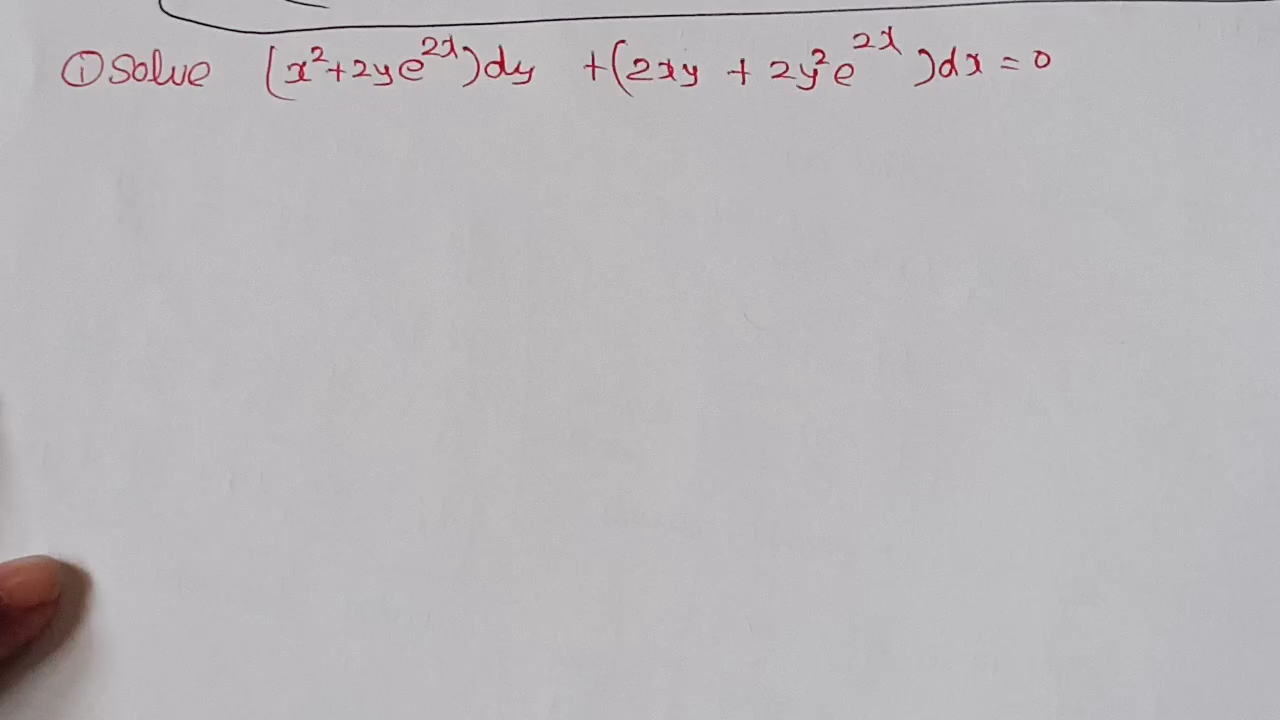 ① Solve (x²+2ye^{2x})dy + (2xy + 2y²e^{2x})dx = 0